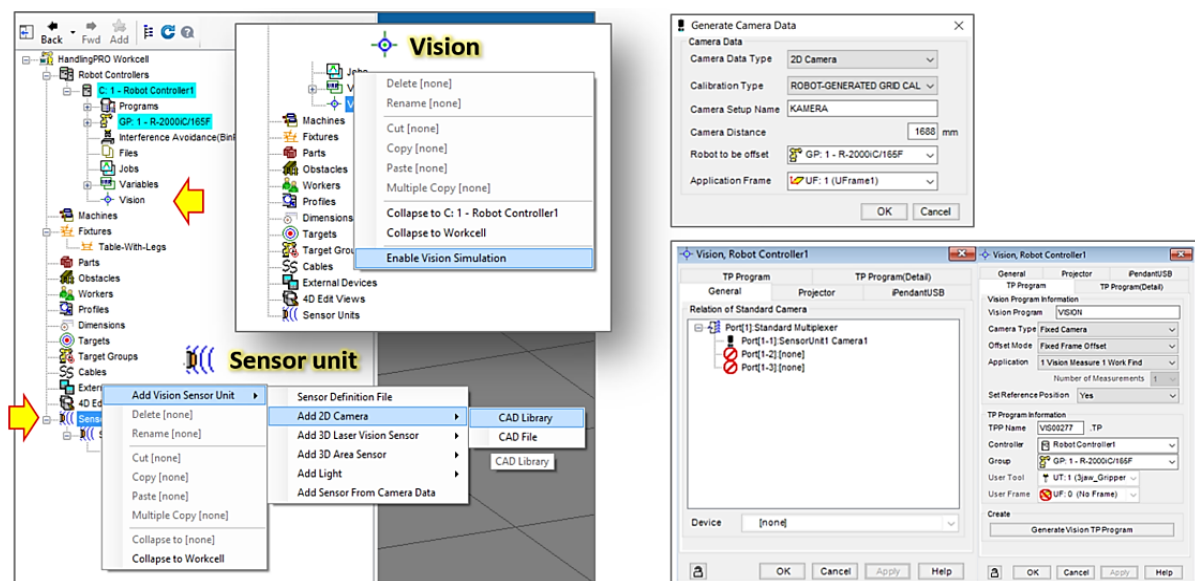 Back
Fwd
Add
HandlingPRO Workcell
Robot Controllers
C: 1 - Robot Controller1
Programs
GP: 1 - R-2000iC/165F
Interference Avoidance(BinP
Files
Jobs
Variables
Vision
Machines
Fixtures
Table-With-Legs
Parts
Obstacles
Workers
Profiles
Dimensions
Targets
Target Groups
Cables
Extern
4D Ed
Sens
S
Add Vision Sensor Unit
Delete [none]
Rename [none]
Cut [none]
Copy [none]
Paste [none]
Multiple Copy [none]
Collapse to [none]
Collapse to Workcell
Sensor unit
Sensor Definition File
Add 2D Camera
Add 3D Laser Vision Sensor
Add 3D Area Sensor
Add Light
Add Sensor From Camera Data
CAD Library
CAD File
CAD Library
Vision
Jobs
V
V
Machines
Fixtures
Parts
Obstacles
Workers
Profiles
Dimensions
Targets
Target Grou
Cables
External Devices
4D Edit Views
Sensor Units
Delete [none]
Rename [none]
Cut [none]
Copy [none]
Paste [none]
Multiple Copy [none]
Collapse to C: 1 - Robot Controller1
Collapse to Workcell
Enable Vision Simulation
Generate Camera Data
Camera Data
Camera Data Type 2D Camera
Calibration Type ROBOT-GENERATED GRID CAL
Camera Setup Name KAMERA
Camera Distance 1688 mm
Robot to be offset GP: 1 - R-2000iC/165F
Application Frame UF: 1 (UFrame1)
OK Cancel
Vision, Robot Controller1
TP Program TP Program(Detail)
General Projector iPendantUSB
Relation of Standard Camera
Port[1]:Standard Multiplexer
Port[1-1]:SensorUnit1 Camera1
Port[1-2]:[none]
Port[1-3]:[none]
Device [none]
OK Cancel Apply Help
Vision, Robot Controller1
General Projector iPendantUSB
TP Program TP Program(Detail)
Vision Program Information
Vision Program VISION
Camera Type Fixed Camera
Offset Mode Fixed Frame Offset
Application 1 Vision Measure 1 Work Find
Number of Measurements 1
Set Reference Position Yes
TP Program Information
TPP Name VIS00277 .TP
Controller Robot Controller1
Group GP: 1 - R-2000iC/165F
User Tool UT: 1 (3jaw_Gripper
User Frame UF: 0 (No Frame)
Create
Generate Vision TP Program
OK Cancel Apply Help